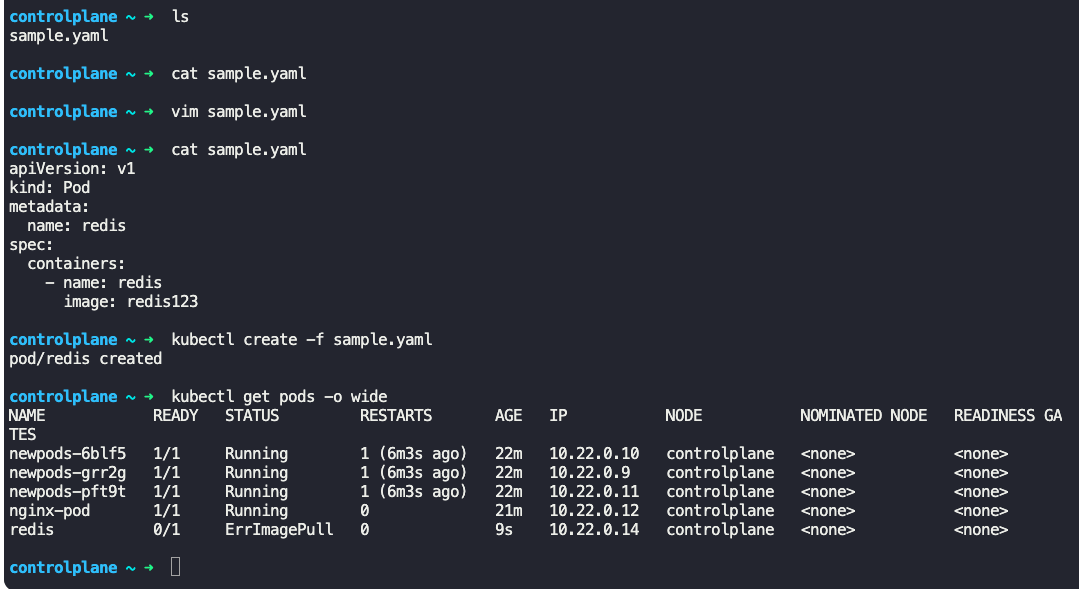 controlplane ~ ➜  ls
sample.yaml

controlplane ~ ➜  cat sample.yaml

controlplane ~ ➜  vim sample.yaml

controlplane ~ ➜  cat sample.yaml
apiVersion: v1
kind: Pod
metadata:
  name: redis
spec:
  containers:
    - name: redis
      image: redis123

controlplane ~ ➜  kubectl create -f sample.yaml
pod/redis created

controlplane ~ ➜  kubectl get pods -o wide
NAME            READY   STATUS         RESTARTS       AGE   IP           NODE           NOMINATED NODE   READINESS GA
TES
newpods-6blf5   1/1     Running        1 (6m3s ago)   22m   10.22.0.10   controlplane   <none>           <none>
newpods-grr2g   1/1     Running        1 (6m3s ago)   22m   10.22.0.9    controlplane   <none>           <none>
newpods-pft9t   1/1     Running        1 (6m3s ago)   22m   10.22.0.11   controlplane   <none>           <none>
nginx-pod       1/1     Running        0              21m   10.22.0.12   controlplane   <none>           <none>
redis           0/1     ErrImagePull   0              9s    10.22.0.14   controlplane   <none>           <none>

controlplane ~ ➜